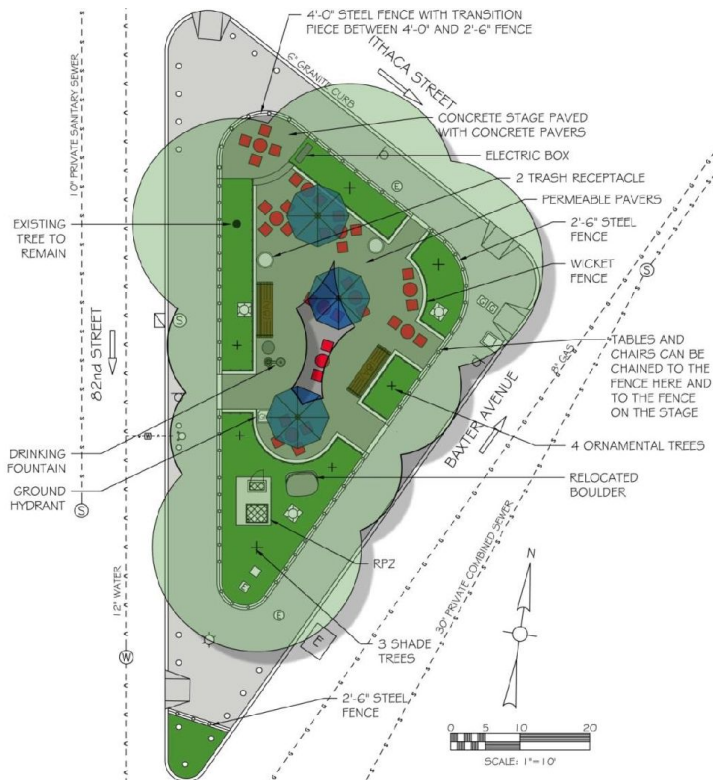 4'-0" STEEL FENCE WITH TRANSITION
PIECE BETWEEN 4'-0" AND 2'-6" FENCE
ITHACA STREET
6" GRANITE CURB
10" PRIVATE SANITARY SEWER
CONCRETE STAGE PAVED
WITH CONCRETE PAVERS
ELECTRIC BOX
E
2 TRASH RECEPTACLE
PERMEABLE PAVERS
EXISTING
TREE TO
REMAIN
2'-6" STEEL
FENCE
WICKET
FENCE
S
S
82nd STREET
TABLES AND
CHAIRS CAN BE
CHAINED TO THE
FENCE HERE AND
TO THE FENCE
ON THE STAGE
8" GAS
BAXTER AVENUE
4 ORNAMENTAL TREES
DRINKING
FOUNTAIN
RELOCATED
BOULDER
GROUND
HYDRANT
S
RPZ
12" WATER
30" PRIVATE COMBINED SEWER
N
E
E
3 SHADE
TREES
W
2'-6" STEEL
FENCE
0 5 10 20
SCALE: 1"=10'